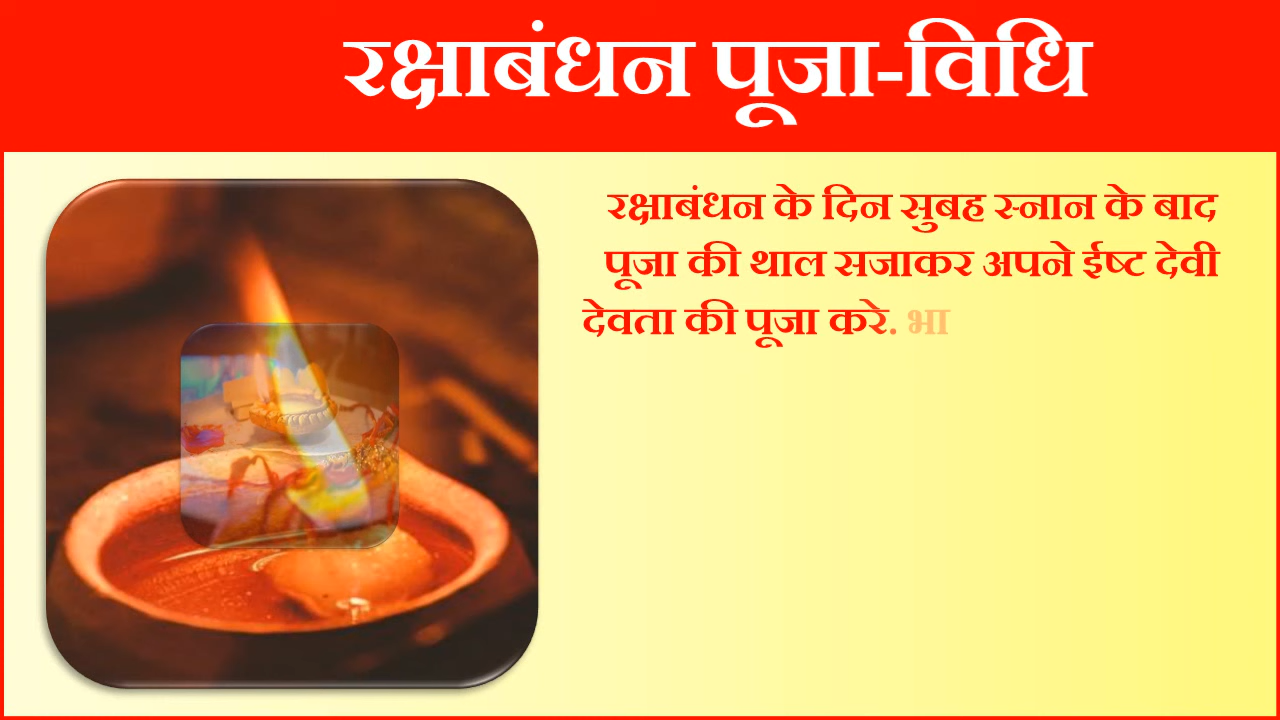 रक्षाबंधन पूजा-विधि
रक्षाबंधन के दिन सुबह स्नान के बाद
पूजा की थाल सजाकर अपने ईष्ट देवी
देवता की पूजा करे. भा